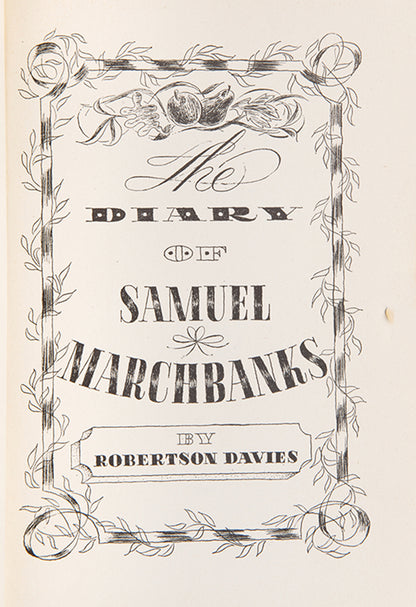 The
DIARY
OF
SAMUEL
MARCHBANKS
BY
ROBERTSON DAVIES